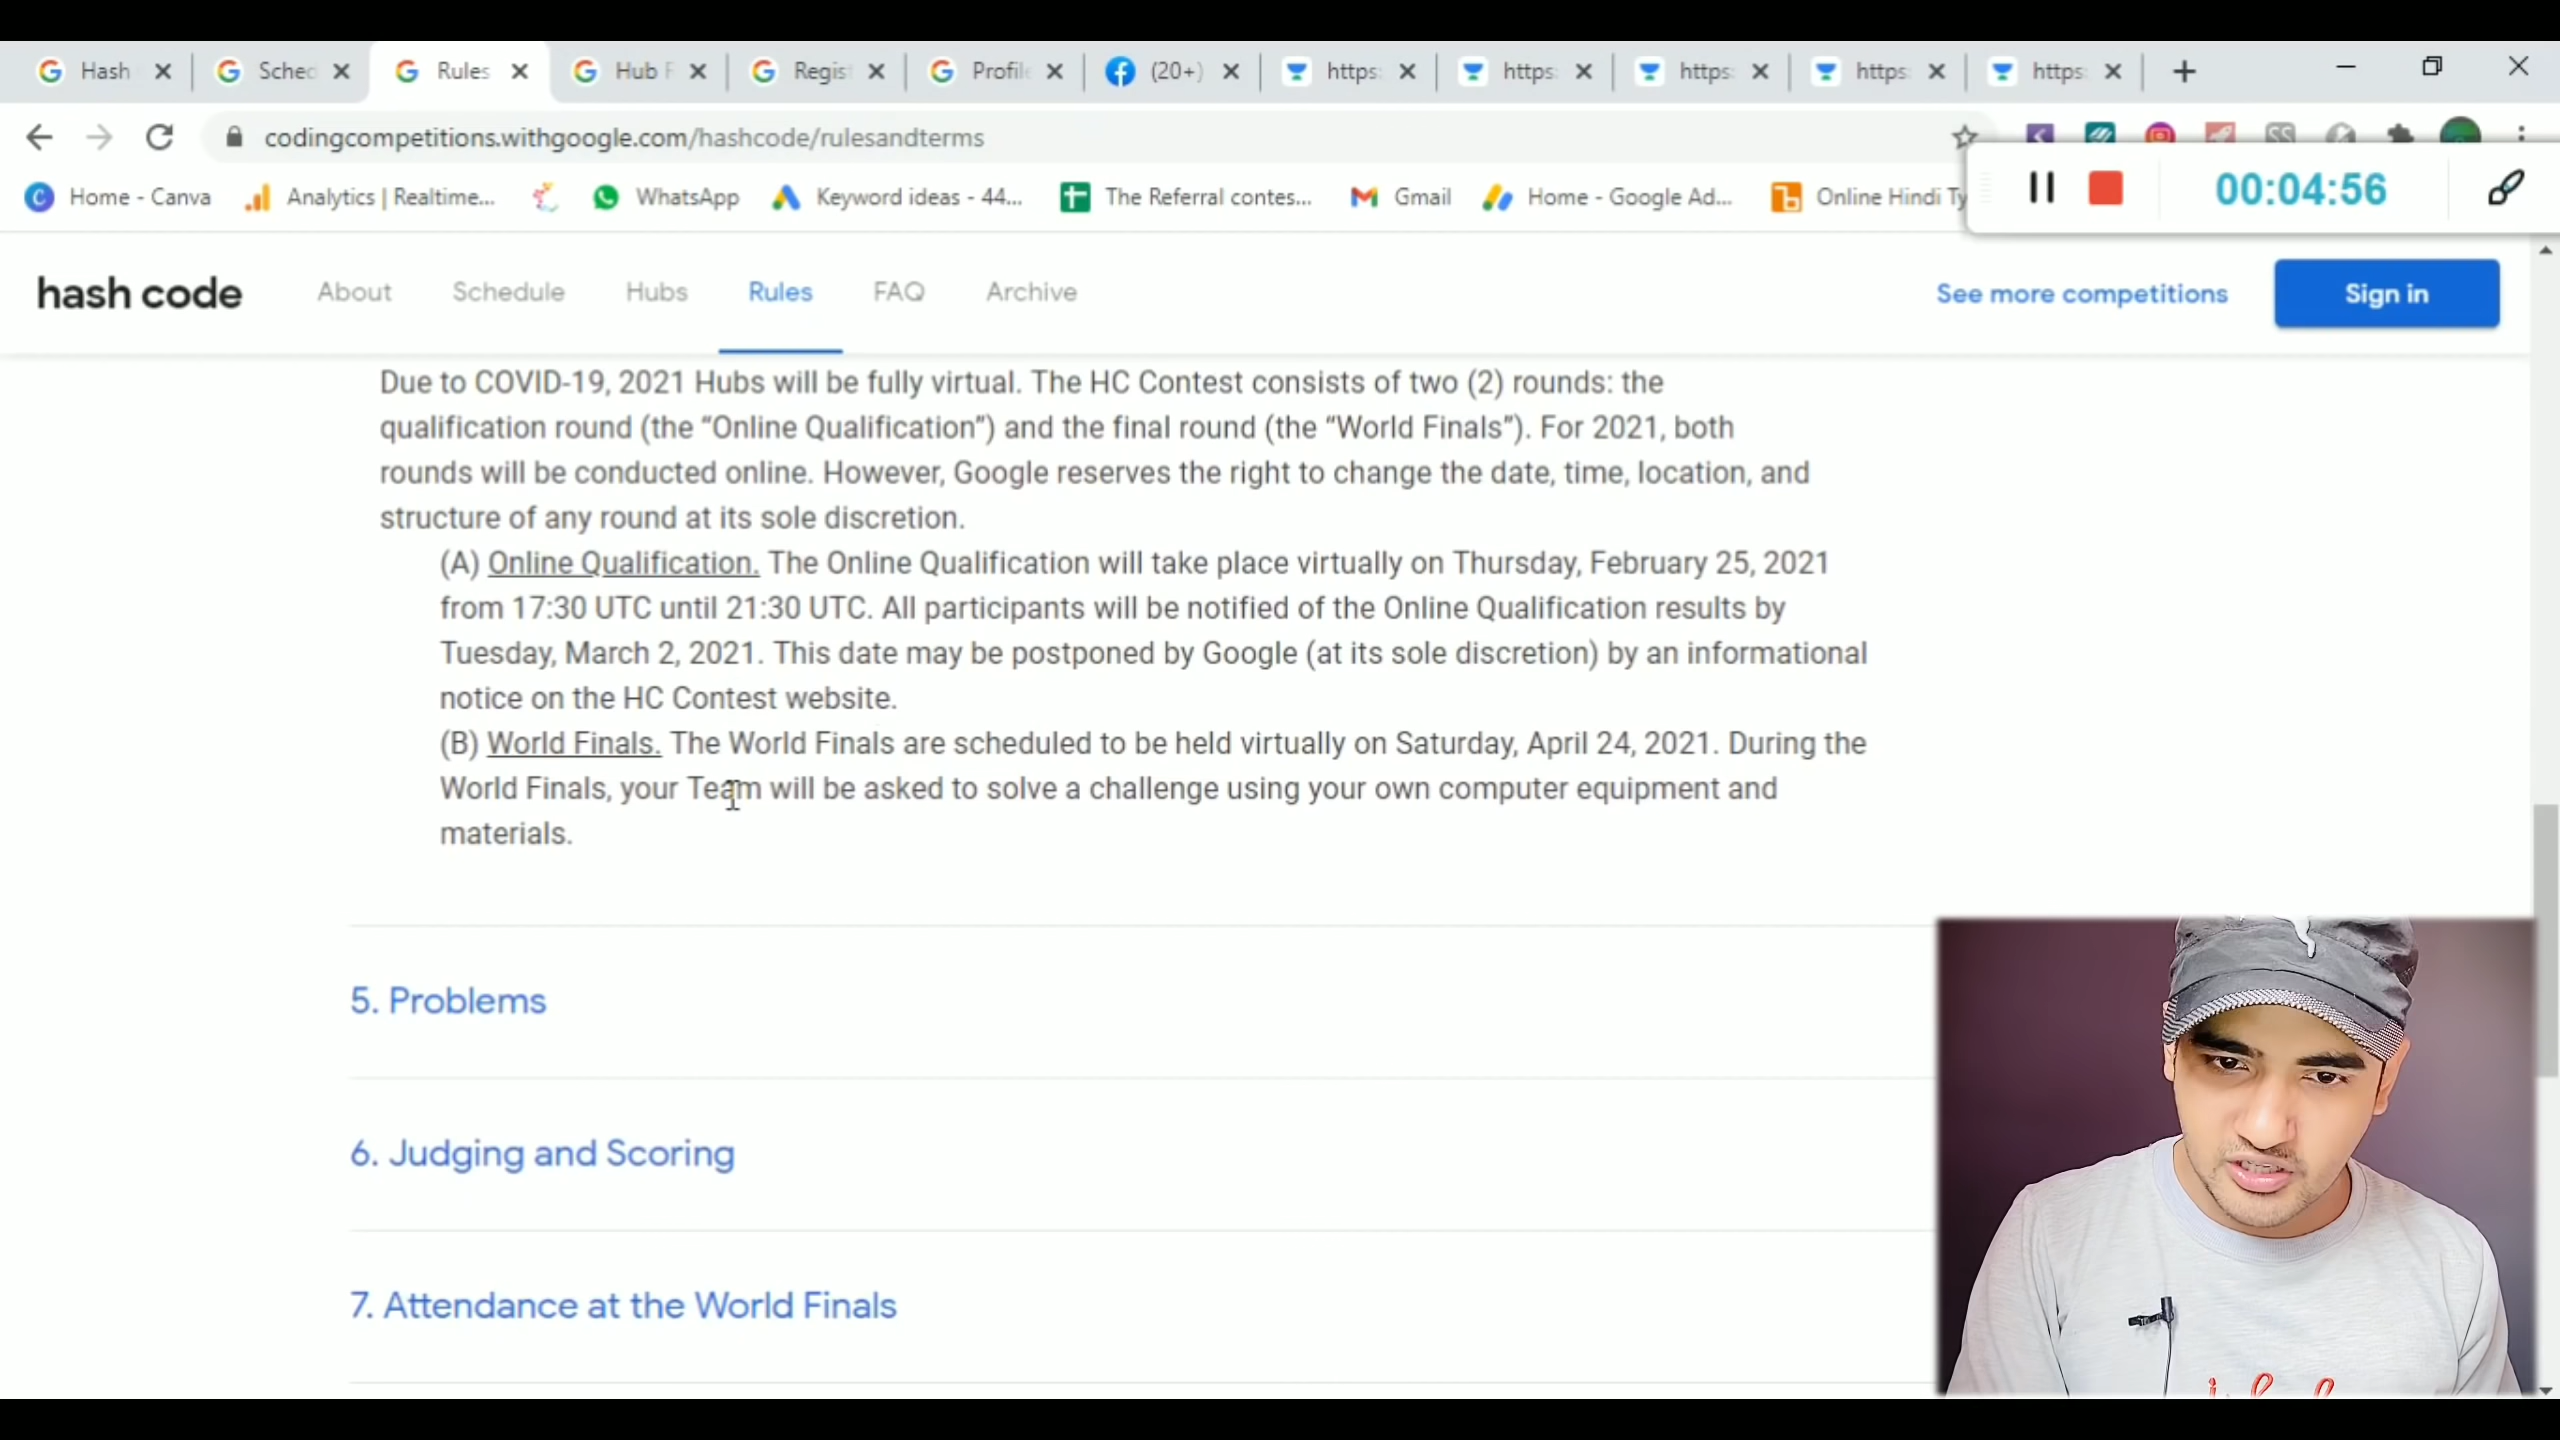 Hash
Sched
Rules
Hub F
Regis
Profile
(20+)
https:
https:
https:
https:
https:
codingcompetitions.withgoogle.com/hashcode/rulesandterms
Home - Canva
Analytics | Realtime...
WhatsApp
Keyword ideas - 44...
The Referral contes...
Gmail
Home - Google Ad...
Online Hindi Ty
00:04:56
hash code
About
Schedule
Hubs
Rules
FAQ
Archive
See more competitions
Sign in
Due to COVID-19, 2021 Hubs will be fully virtual. The HC Contest consists of two (2) rounds: the
qualification round (the “Online Qualification”) and the final round (the “World Finals”). For 2021, both
rounds will be conducted online. However, Google reserves the right to change the date, time, location, and
structure of any round at its sole discretion.
(A) Online Qualification. The Online Qualification will take place virtually on Thursday, February 25, 2021
from 17:30 UTC until 21:30 UTC. All participants will be notified of the Online Qualification results by
Tuesday, March 2, 2021. This date may be postponed by Google (at its sole discretion) by an informational
notice on the HC Contest website.
(B) World Finals. The World Finals are scheduled to be held virtually on Saturday, April 24, 2021. During the
World Finals, your Team will be asked to solve a challenge using your own computer equipment and
materials.
5. Problems
6. Judging and Scoring
7. Attendance at the World Finals